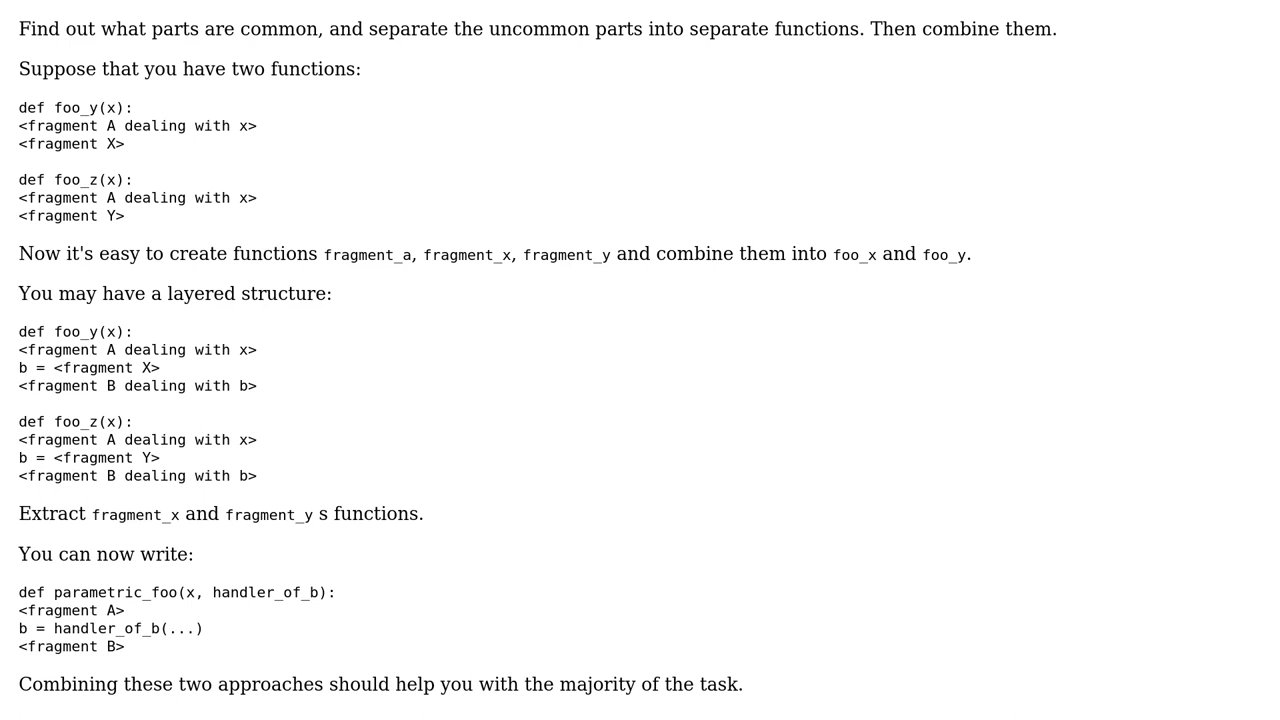 Find out what parts are common, and separate the uncommon parts into separate functions. Then combine them.
Suppose that you have two functions:
def foo_y(x):
<fragment A dealing with x>
<fragment X>
def foo_z(x):
<fragment A dealing with x>
<fragment Y>
Now it's easy to create functions fragment_a, fragment_x, fragment_y and combine them into foo_x and foo_y.
You may have a layered structure:
def foo_y(x):
<fragment A dealing with x>
b = <fragment X>
<fragment B dealing with b>
def foo_z(x):
<fragment A dealing with x>
b = <fragment Y>
<fragment B dealing with b>
Extract fragment_x and fragment_y s functions.
You can now write:
def parametric_foo(x, handler_of_b):
<fragment A>
b = handler_of_b(...)
<fragment B>
Combining these two approaches should help you with the majority of the task.